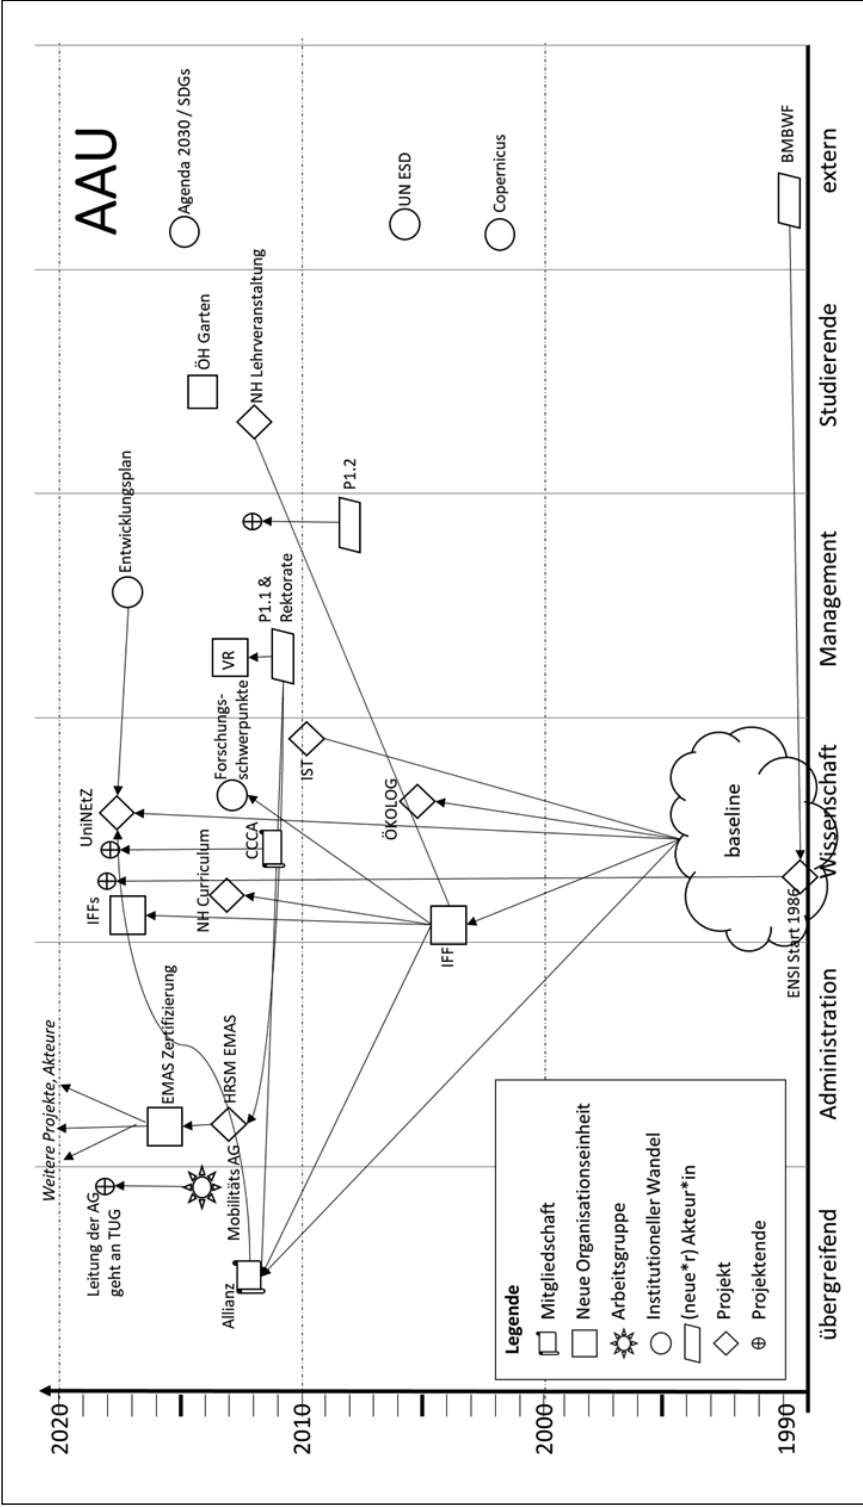 AAU
2020
2010
2000
1990
Weitere Projekte, Akteure
Leitung der AG
geht an TUG
Mobilitäts AG
Allianz
EMAS Zertifizierung
HRSM EMAS
IFFs
UniNEtZ
NH Curriculum
CCCA
Forschungs-
schwerpunkte
IST
ÖKOLOG
IFF
baseline
ENSI Start 1986
Entwicklungsplan
VR
P1.1 &
Rektorate
P1.2
ÖH Garten
NH Lehrveranstaltung
Agenda 2030 / SDGs
UN ESD
Copernicus
BMBWF
Legende
Mitgliedschaft
Neue Organisationseinheit
Arbeitsgruppe
Institutioneller Wandel
(neue*r) Akteur*in
Projekt
Projektende
übergreifend
Administration
Wissenschaft
Management
Studierende
extern